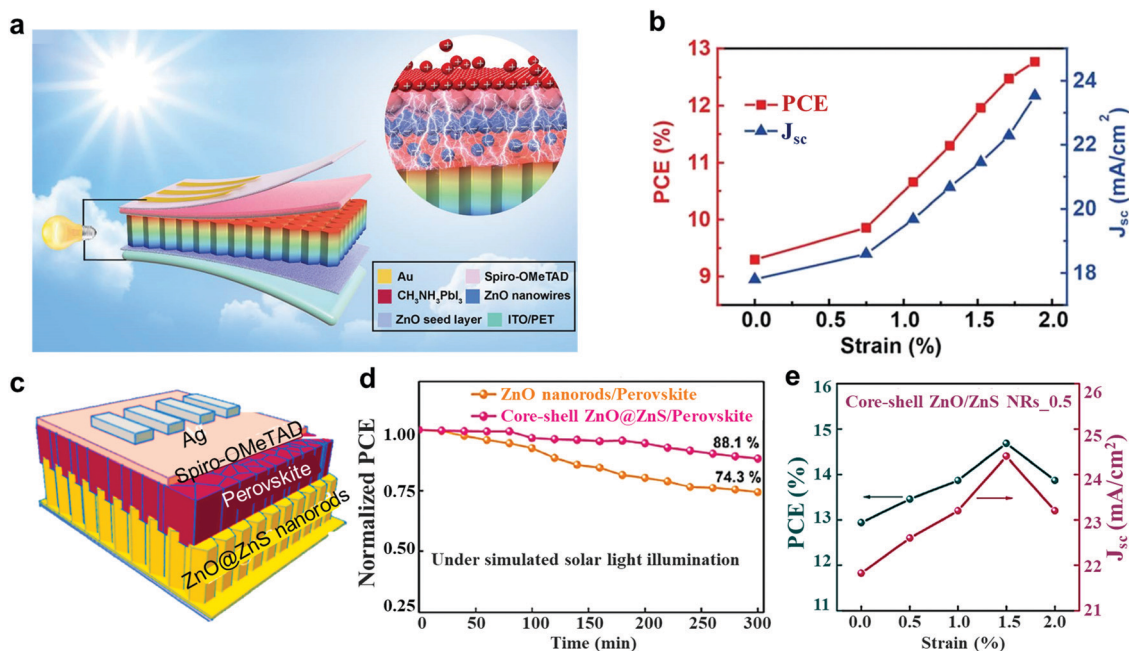 a
Au
Spiro-OMeTAD
CH₃NH₃PbI₃
ZnO nanowires
ZnO seed layer
ITO/PET
b
PCE (%)
13
12
11
10
9
PCE
J_sc
24
22
20
18
J_sc (mA/cm²)
0.0 0.5 1.0 1.5 2.0
Strain (%)
c
Ag
Spiro-OMeTAD
Perovskite
ZnO@ZnS nanorods
d
Normalized PCE
1.00
0.75
0.50
0.25
ZnO nanorods/Perovskite
Core-shell ZnO@ZnS/Perovskite
88.1 %
74.3 %
Under simulated solar light illumination
0 50 100 150 200 250 300
Time (min)
e
PCE (%)
16
15
14
13
12
11
Core-shell ZnO/ZnS NRs_0.5
26
25
24
23
22
21
J_sc (mA/cm²)
0.0 0.5 1.0 1.5 2.0
Strain (%)